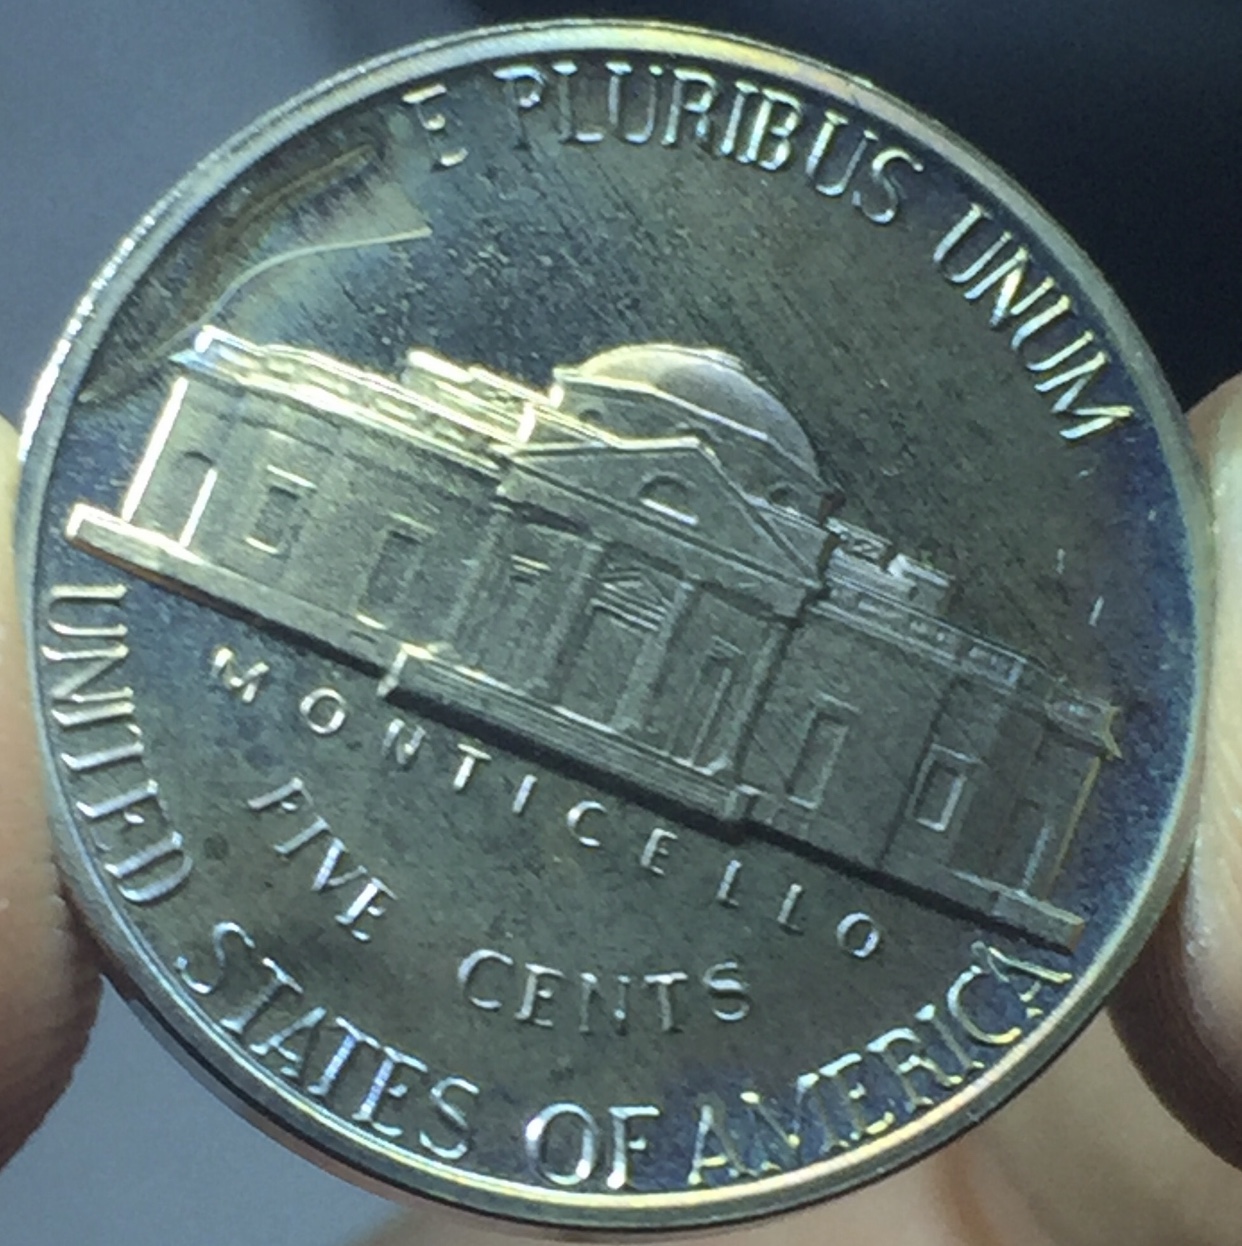 E PLURIBUS UNUM
MONTICELLO
FIVE CENTS
UNITED STATES OF AMERICA